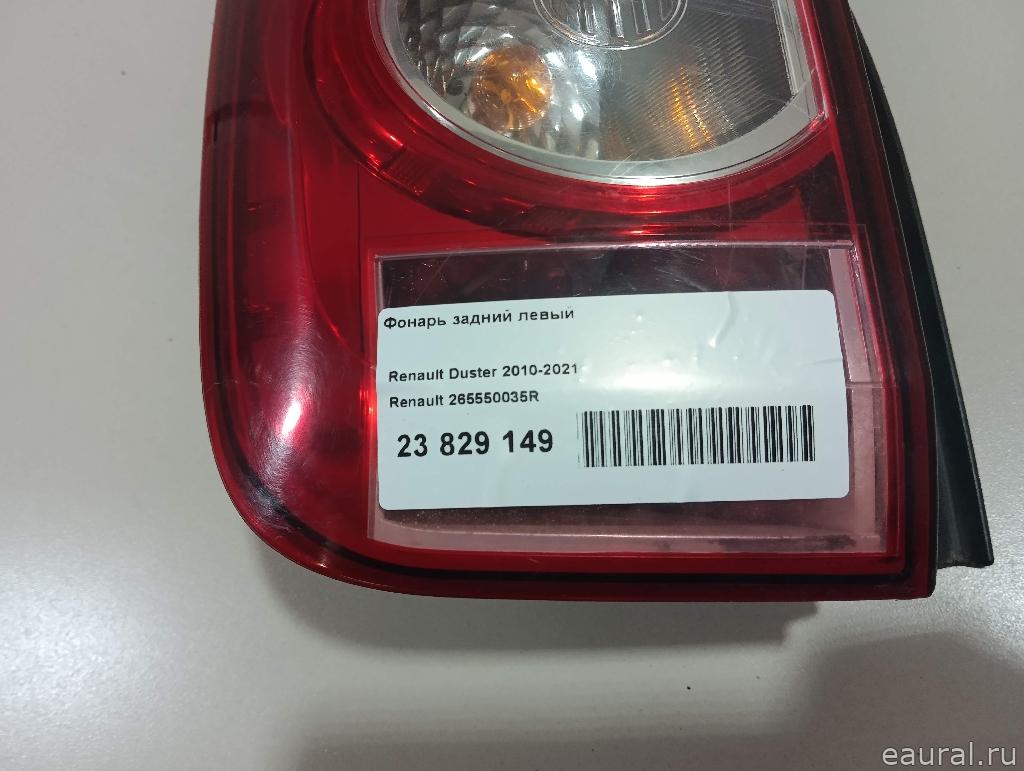 Фонарь задний левый
Renault Duster 2010-2021
Renault 265550035R
23 829 149
eaural.ru